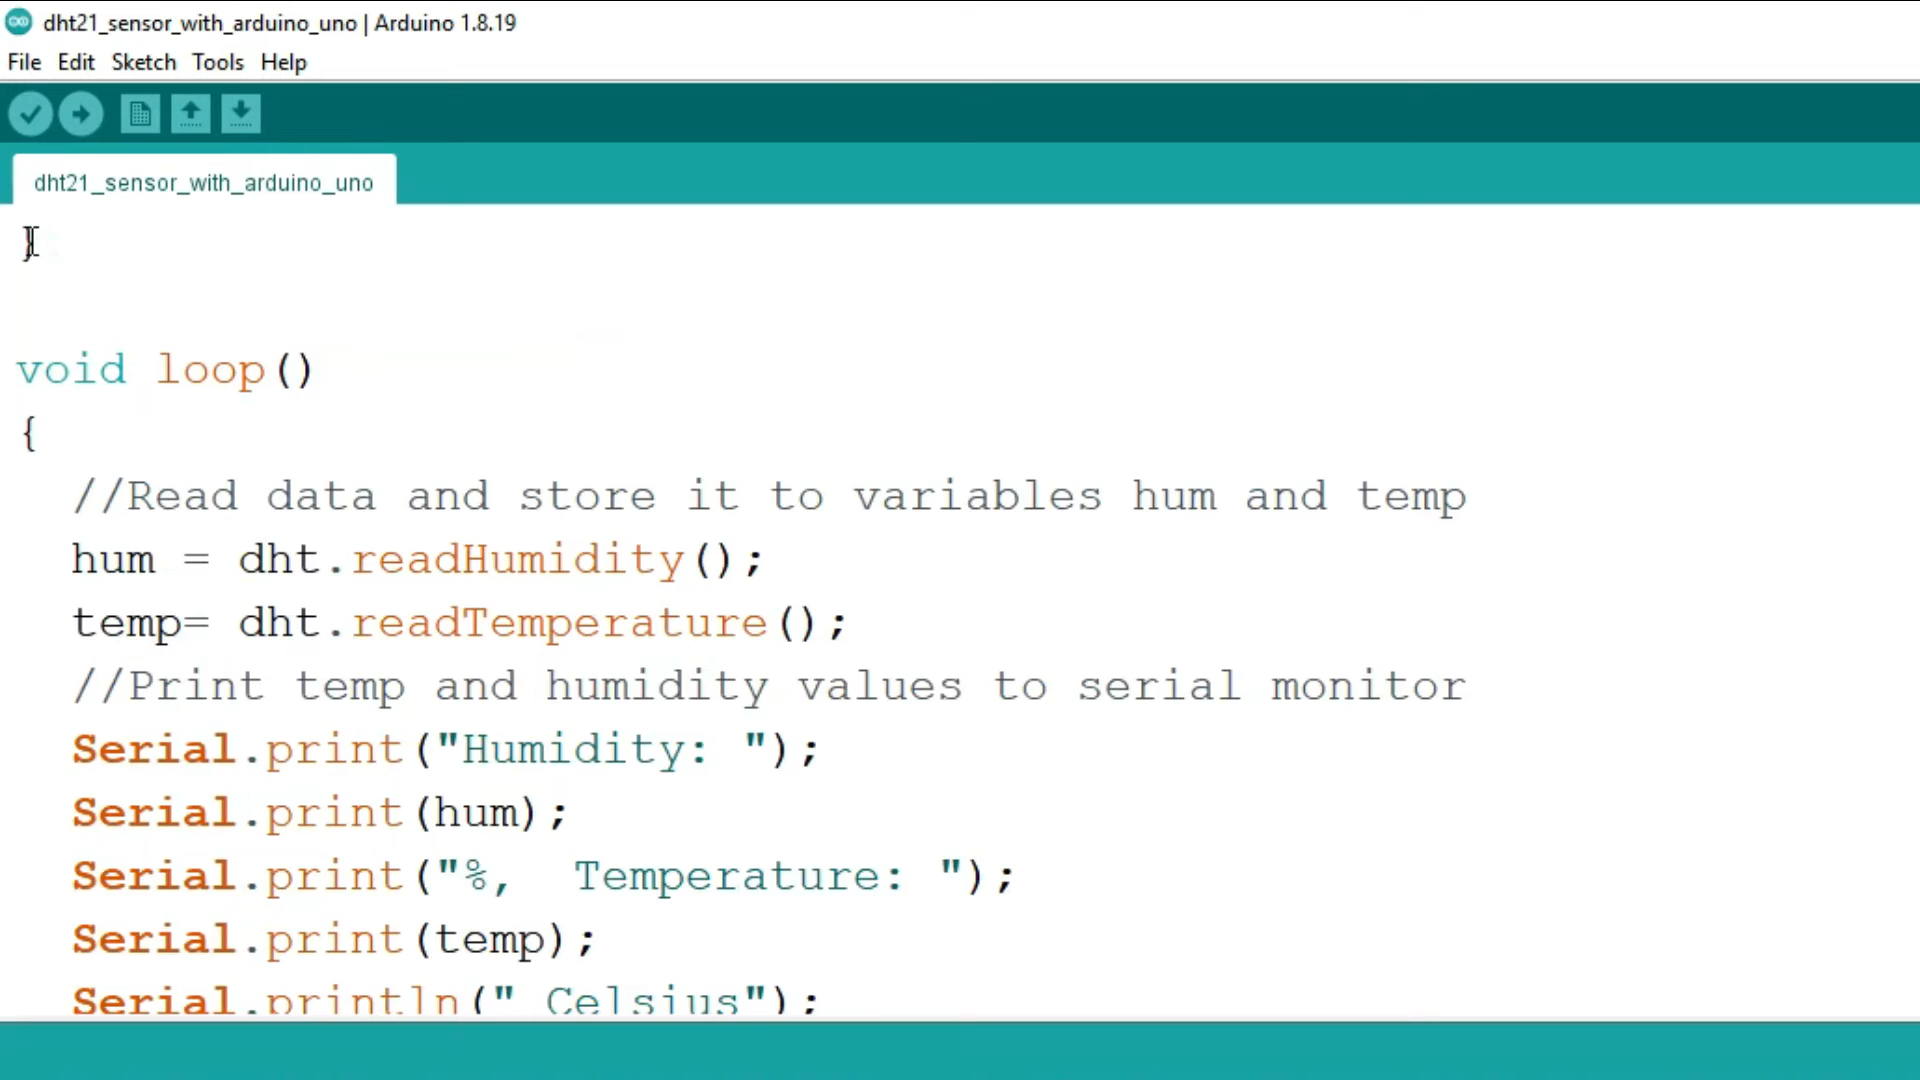 dht21_sensor_with_arduino_uno | Arduino 1.8.19
File Edit Sketch Tools Help
dht21_sensor_with_arduino_uno
}
void loop()
{
//Read data and store it to variables hum and temp
hum = dht.readHumidity();
temp= dht.readTemperature();
//Print temp and humidity values to serial monitor
Serial.print("Humidity: ");
Serial.print(hum);
Serial.print("%,  Temperature: ");
Serial.print(temp);
Serial.println(" Celsius");